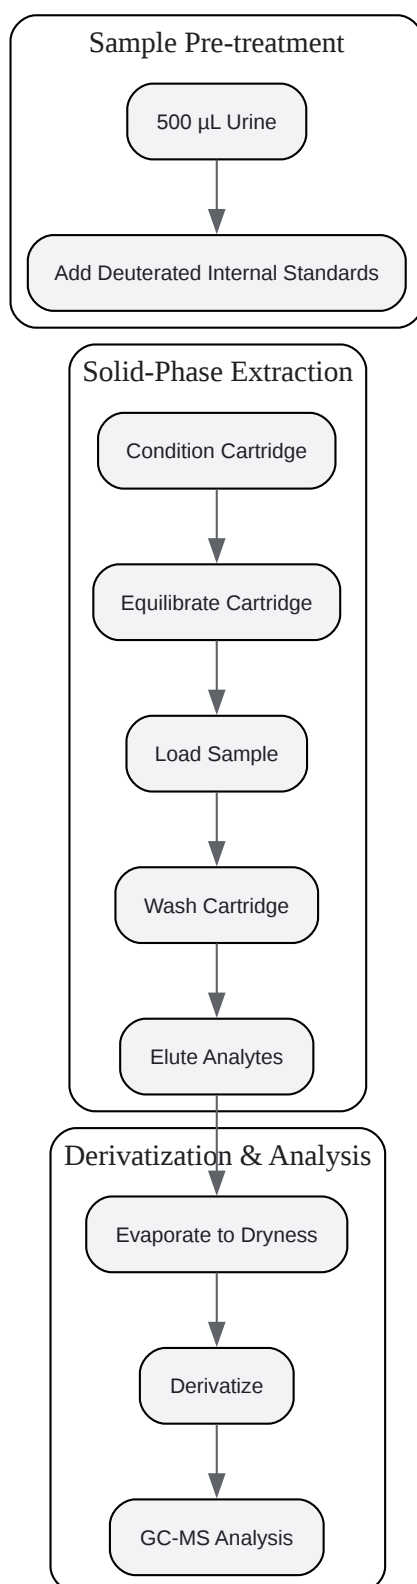 Sample Pre-treatment
500 µL Urine
Add Deuterated Internal Standards
Solid-Phase Extraction
Condition Cartridge
Equilibrate Cartridge
Load Sample
Wash Cartridge
Elute Analytes
Derivatization & Analysis
Evaporate to Dryness
Derivatize
GC-MS Analysis